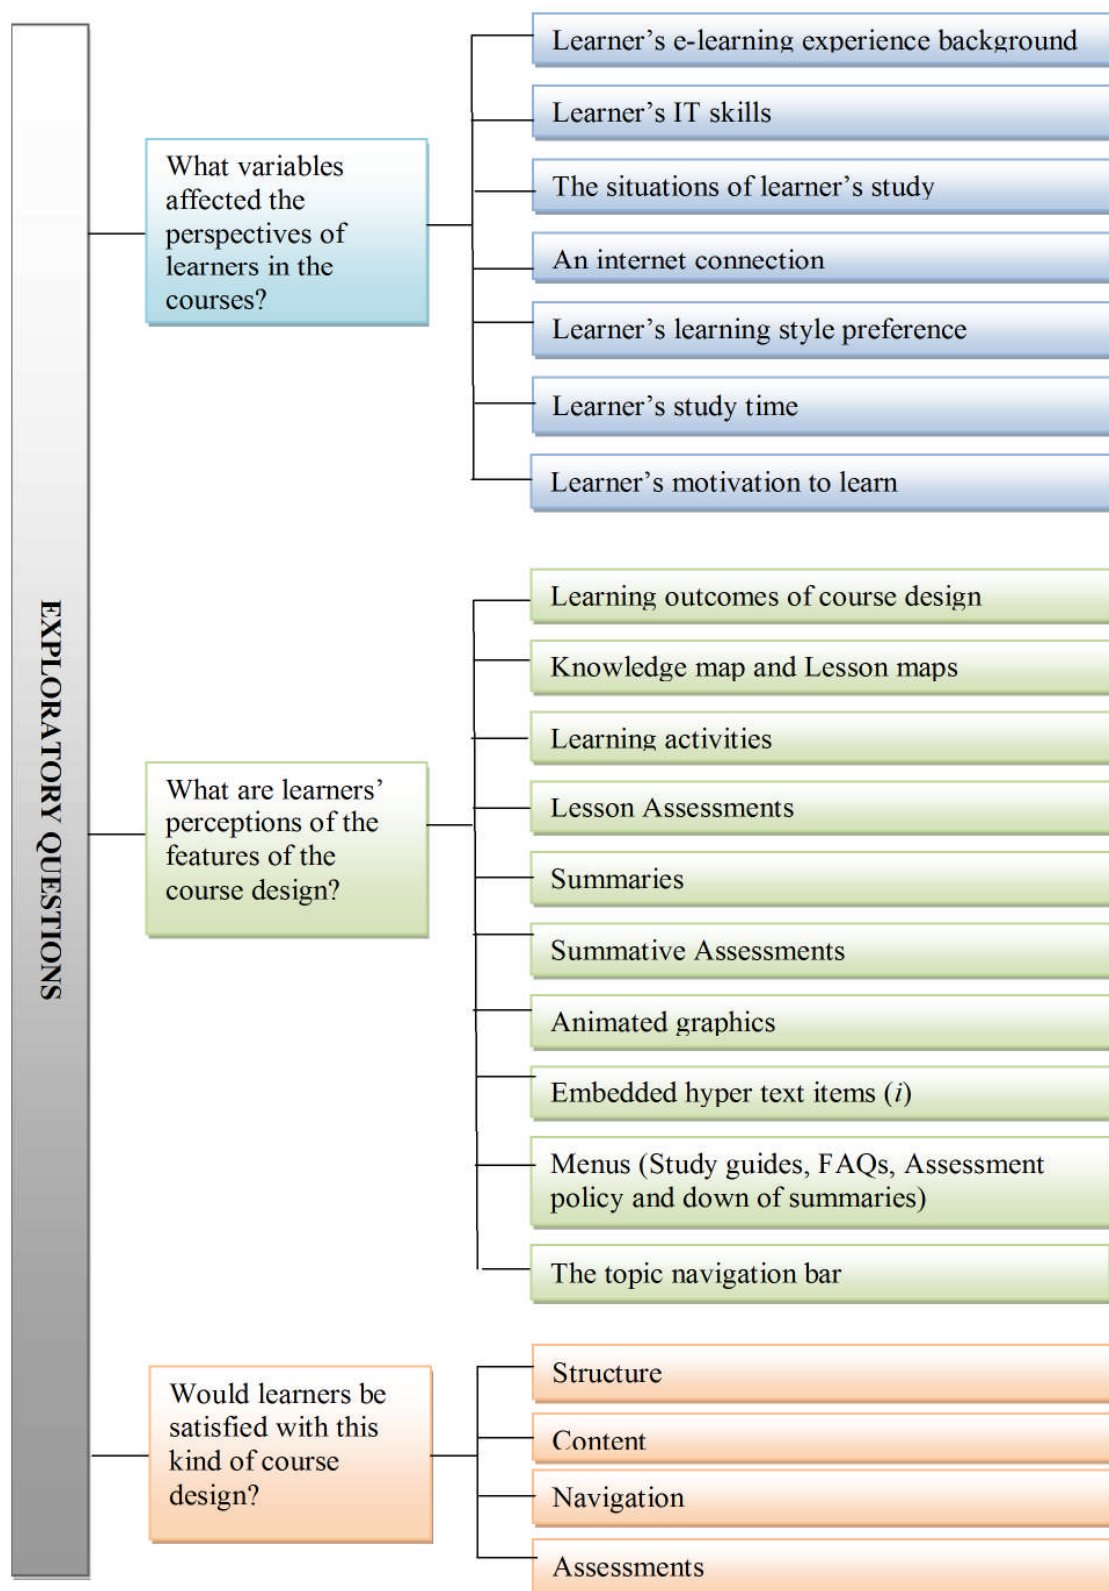 EXPLORATORY QUESTIONS
What variables
affected the
perspectives of
learners in the
courses?
Learner’s e-learning experience background
Learner’s IT skills
The situations of learner’s study
An internet connection
Learner’s learning style preference
Learner’s study time
Learner’s motivation to learn
What are learners’
perceptions of the
features of the
course design?
Learning outcomes of course design
Knowledge map and Lesson maps
Learning activities
Lesson Assessments
Summaries
Summative Assessments
Animated graphics
Embedded hyper text items (i)
Menus (Study guides, FAQs, Assessment
policy and down of summaries)
The topic navigation bar
Would learners be
satisfied with this
kind of course
design?
Structure
Content
Navigation
Assessments